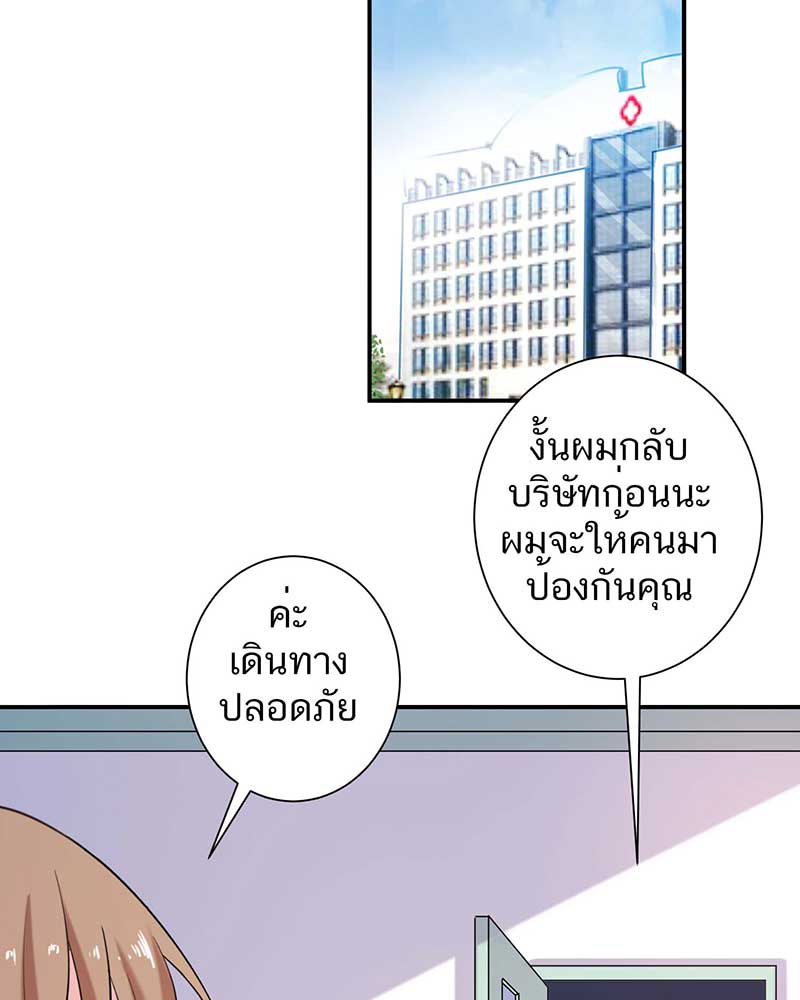 งั้นผมกลับ
บริษัทก่อนนะ
ผมจะให้คนมา
ป้องกันคุณ
ค่ะ
เดินทาง
ปลอดภัย